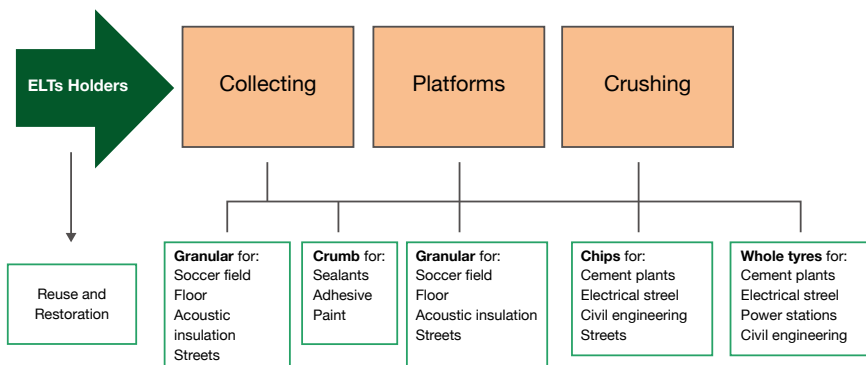 ELTs Holders
Collecting
Platforms
Crushing
Reuse and
Restoration
Granular for:
Soccer field
Floor
Acoustic
insulation
Streets
Crumb for:
Sealants
Adhesive
Paint
Granular for:
Soccer field
Floor
Acoustic insulation
Streets
Chips for:
Cement plants
Electrical streel
Civil engineering
Streets
Whole tyres for:
Cement plants
Electrical streel
Power stations
Civil engineering